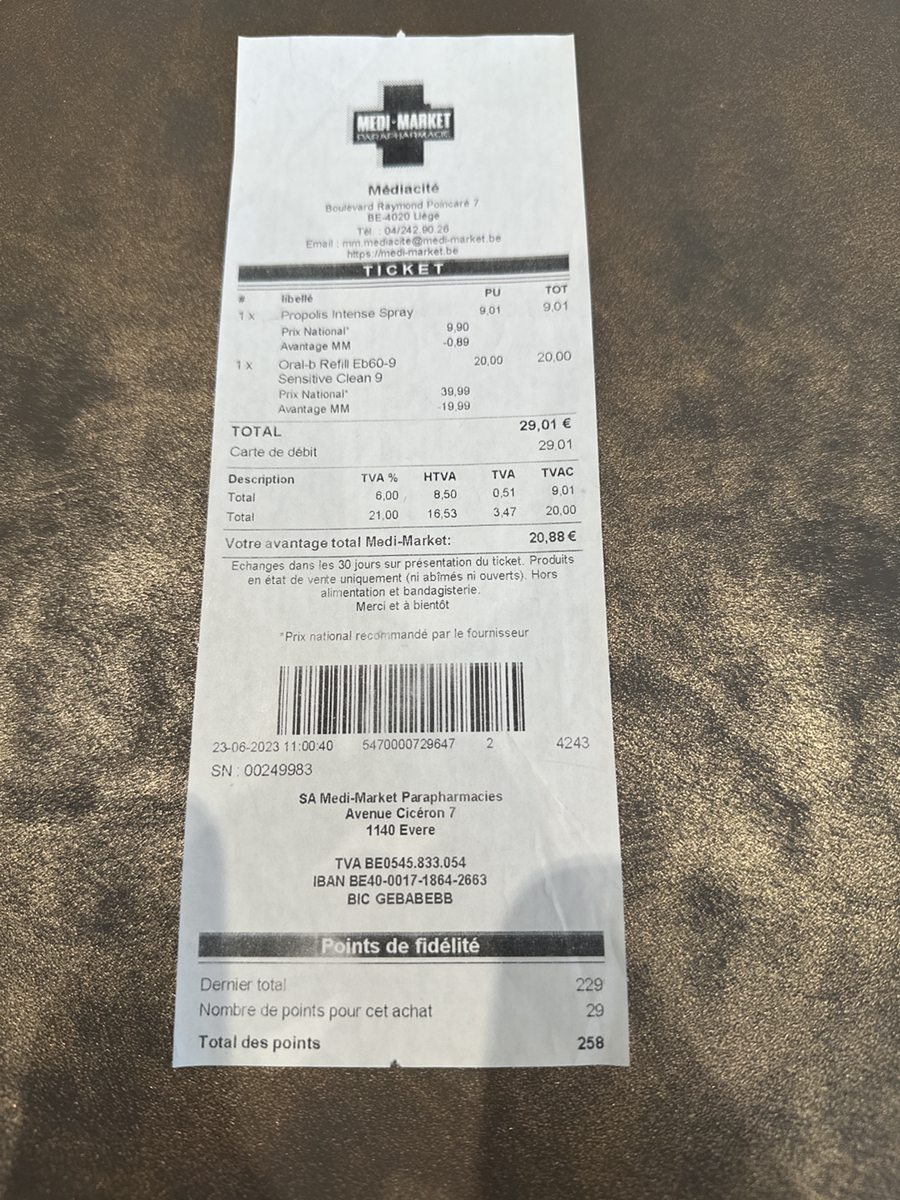 MEDI-MARKET
PARAPHARMACIE
Médiacité
Boulevard Raymond Poincaré 7
BE-4020 Liège
Tél. : 04/242.90.26
Email : mm.mediacite@medi-market.be
https://medi-market.be
TICKET
# libellé PU TOT
1 x Propolis Intense Spray 9,01 9,01
Prix National* 9,90
Avantage MM -0,89
1 x Oral-b Refill Eb60-9 20,00 20,00
Sensitive Clean 9
Prix National* 39,99
Avantage MM -19,99
TOTAL 29,01 €
Carte de débit 29,01
Description TVA % HTVA TVA TVAC
Total 6,00 8,50 0,51 9,01
Total 21,00 16,53 3,47 20,00
Votre avantage total Medi-Market: 20,88 €
Echanges dans les 30 jours sur présentation du ticket. Produits
en état de vente uniquement (ni abîmés ni ouverts). Hors
alimentation et bandagisterie.
Merci et à bientôt
*Prix national recommandé par le fournisseur
23-06-2023 11:00:40 5470000729647 2 4243
SN : 00249983
SA Medi-Market Parapharmacies
Avenue Cicéron 7
1140 Evere
TVA BE0545.833.054
IBAN BE40-0017-1864-2663
BIC GEBABEBB
Points de fidélité
Dernier total 229
Nombre de points pour cet achat 29
Total des points 258